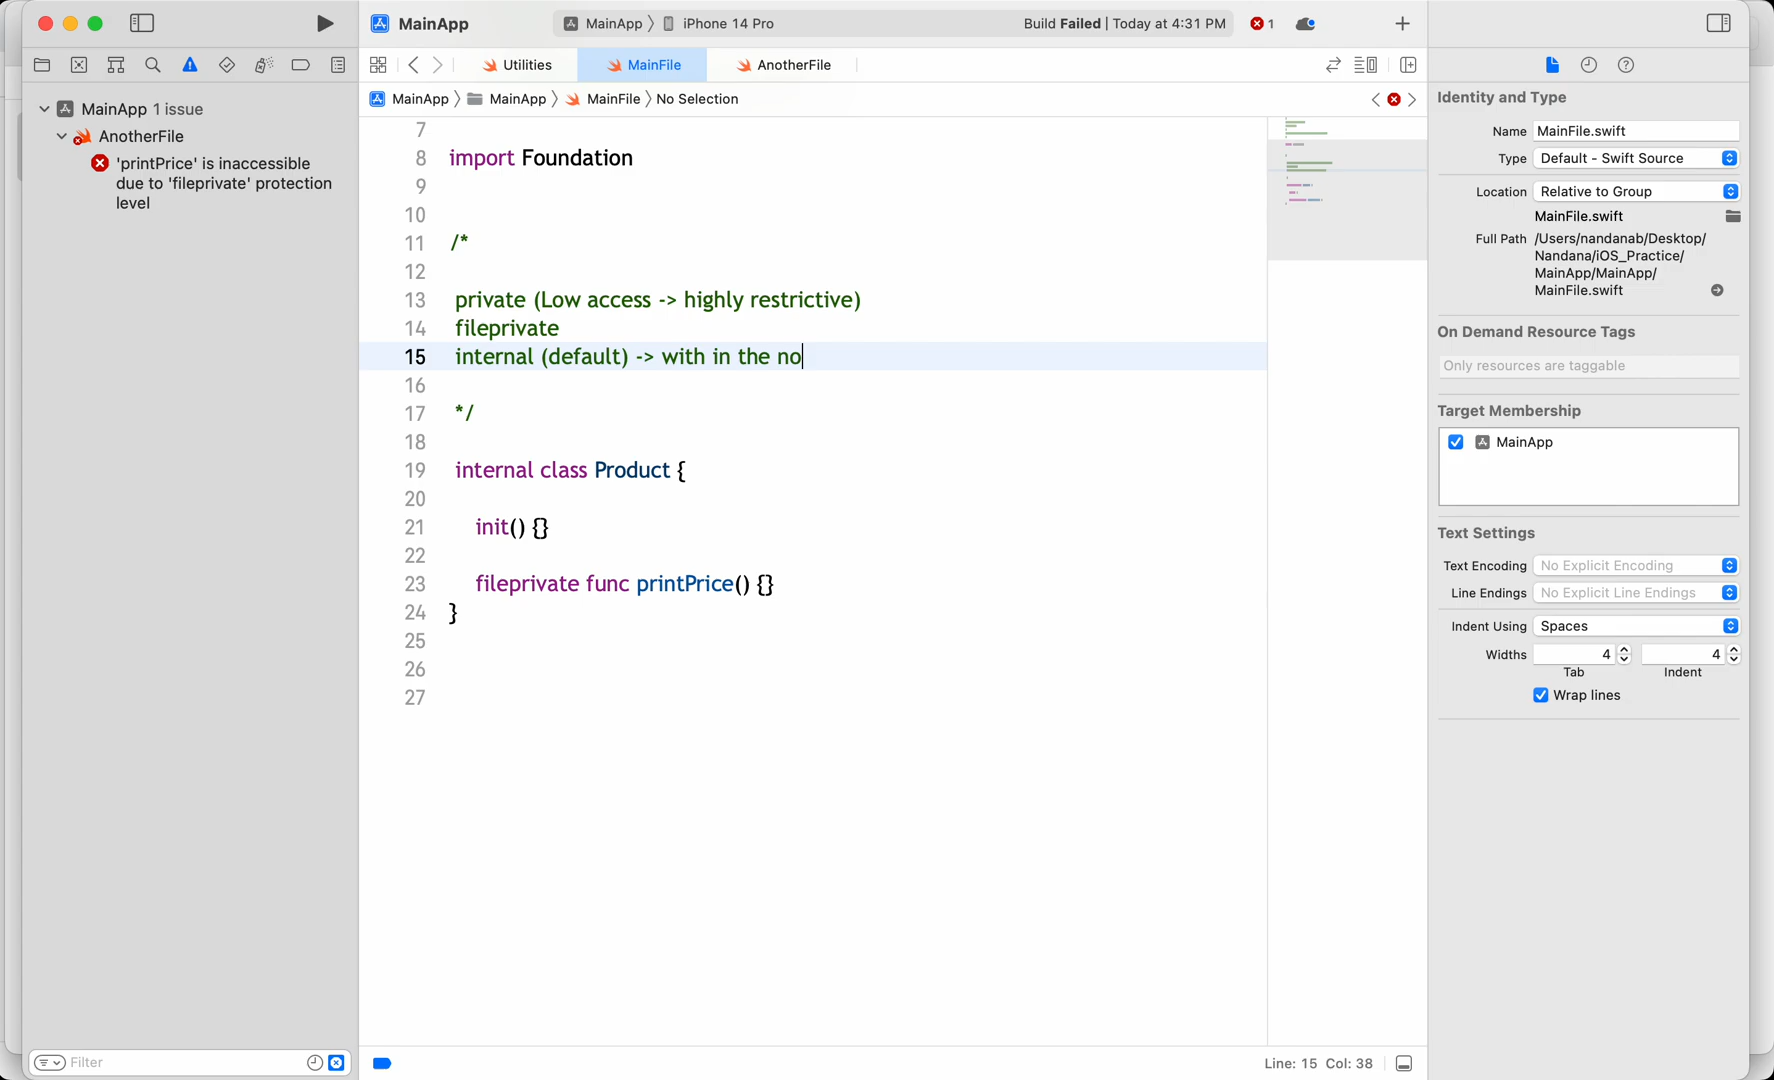 MainApp
MainApp 〉 iPhone 14 Pro
Build Failed | Today at 4:31 PM
1
Utilities
MainFile
AnotherFile
MainApp 〉 MainApp 〉 MainFile 〉 No Selection
MainApp 1 issue
AnotherFile
'printPrice' is inaccessible
due to 'fileprivate' protection
level
7
8 import Foundation
9
10
11 /*
12
13 private (Low access -> highly restrictive)
14 fileprivate
15 internal (default) -> with in the no
16
17 */
18
19 internal class Product {
20
21 init() {}
22
23 fileprivate func printPrice() {}
24 }
25
26
27
Identity and Type
Name MainFile.swift
Type Default - Swift Source
Location Relative to Group
MainFile.swift
Full Path /Users/nandanab/Desktop/
Nandana/iOS_Practice/
MainApp/MainApp/
MainFile.swift
On Demand Resource Tags
Only resources are taggable
Target Membership
MainApp
Text Settings
Text Encoding No Explicit Encoding
Line Endings No Explicit Line Endings
Indent Using Spaces
Widths 4 4
Tab Indent
Wrap lines
Filter
Line: 15 Col: 38